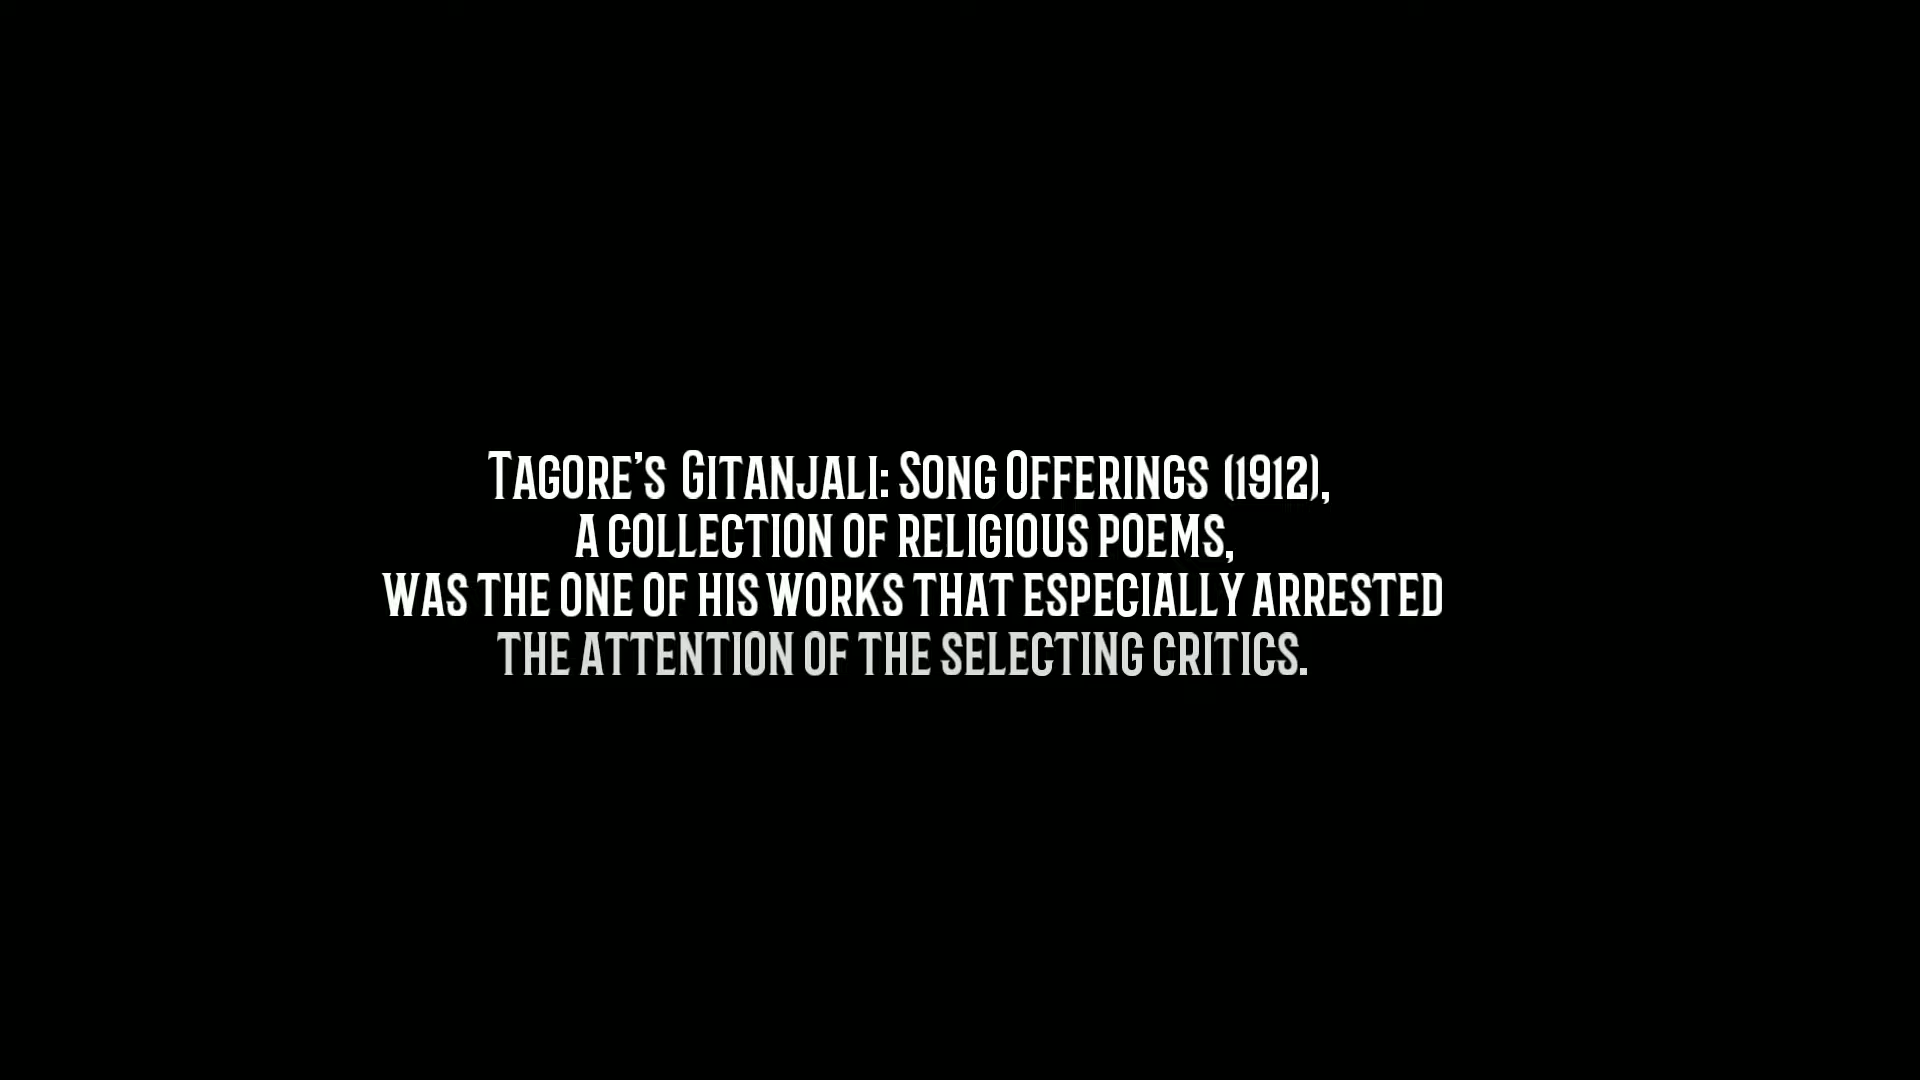 Tagore’s Gitanjali: Song Offerings (1912),
a collection of religious poems,
was the one of his works that especially arrested
the attention of the selecting critics.